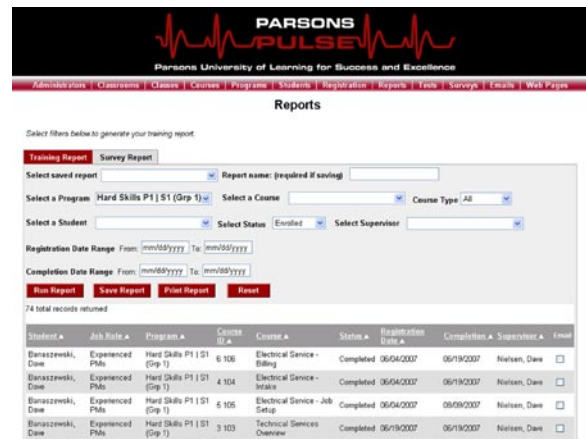 PARSONS
PULSE
Parsons University of Learning for Success and Excellence
Administrators | Classrooms | Classes | Courses | Programs | Students | Registration | Reports | Tests | Surveys | Emails | Web Pages
Reports
Select filters below to generate your training report.
Training Report Survey Report
Select saved report Report name: (required if saving)
Select a Program Hard Skills P1 | S1 (Grp 1) Select a Course Course Type All
Select a Student Select Status Enrolled Select Supervisor
Registration Date Range From: mm/dd/yyyy To: mm/dd/yyyy
Completion Date Range From: mm/dd/yyyy To: mm/dd/yyyy
Run Report Save Report Print Report Reset
74 total records returned
Student Job Role Program Course ID Course Status Registration Date Completion Supervisor Email
Banaszewski, Dave Experienced PMs Hard Skills P1 | S1 (Grp 1) 6 106 Electrical Service - Billing Completed 06/04/2007 06/19/2007 Nielsen, Dave
Banaszewski, Dave Experienced PMs Hard Skills P1 | S1 (Grp 1) 4 104 Electrical Service - Intake Completed 06/04/2007 06/19/2007 Nielsen, Dave
Banaszewski, Dave Experienced PMs Hard Skills P1 | S1 (Grp 1) 5 105 Electrical Service - Job Setup Completed 06/04/2007 08/09/2007 Nielsen, Dave
Banaszewski, Dave Experienced PMs Hard Skills P1 | S1 (Grp 1) 3 103 Technical Services Overview Completed 06/19/2007 06/19/2007 Nielsen, Dave